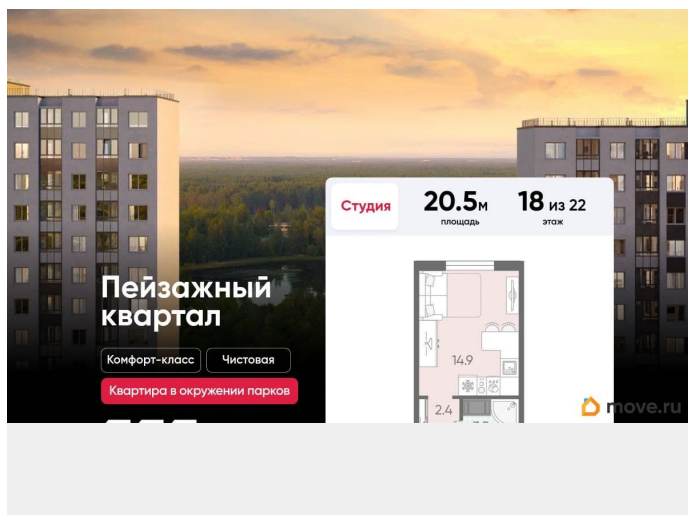 Студия
20.5м
площадь
18 из 22
этаж
Пейзажный
квартал
Комфорт-класс
Чистовая
Квартира в окружении парков
14.9
2.4
move.ru